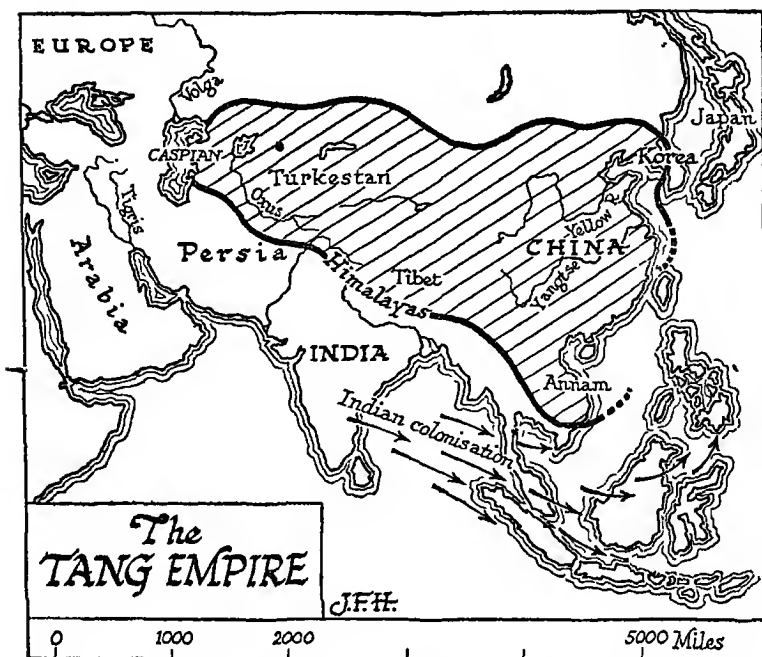 EUROPE
Volga
Japan
CASPIAN
Korea
Turkestan
Oxus
Tigris
Yellow R.
CHINA
Persia
Arabia
Tibet
Yangtse
Himalayas
INDIA
Annam
Indian colonisation
The
TANG EMPIRE
J.F.H.
0 1000 2000 5000 Miles